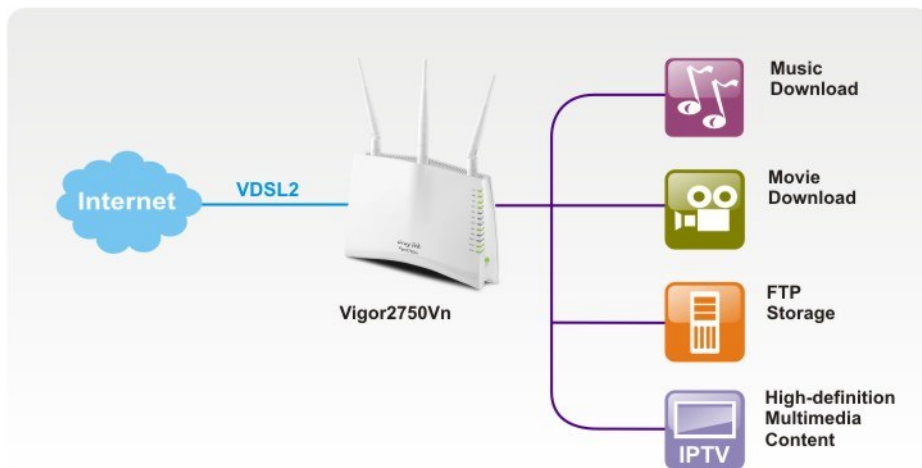 Internet
VDSL2
Vigor2750Vn
Music
Download
Movie
Download
FTP
Storage
High-definition
Multimedia
Content
IPTV